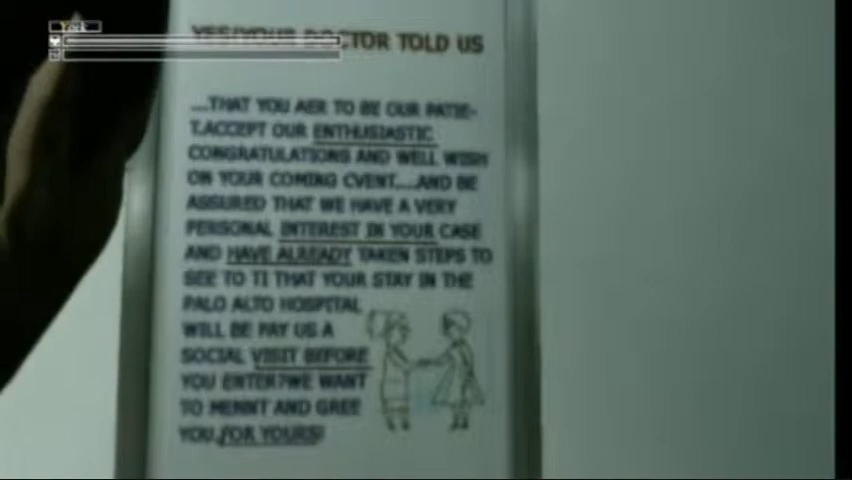 York
YES!YOUR DOCTOR TOLD US
....THAT YOU AER TO BE OUR PATIE-
T.ACCEPT OUR ENTHUSIASTIC
CONGRATULATIONS AND WELL WISH
ON YOUR COMING CVENT....AND BE
ASSURED THAT WE HAVE A VERY
PERSONAL INTEREST IN YOUR CASE
AND HAVE ALREADY TAKEN STEPS TO
SEE TO TI THAT YOUR STAY IN THE
PALO ALTO HOSPITAL
WILL BE PAY US A
SOCIAL VISIT BEFORE
YOU ENTER?WE WANT
TO MENNT AND GREE
YOU,FOR YOURS!